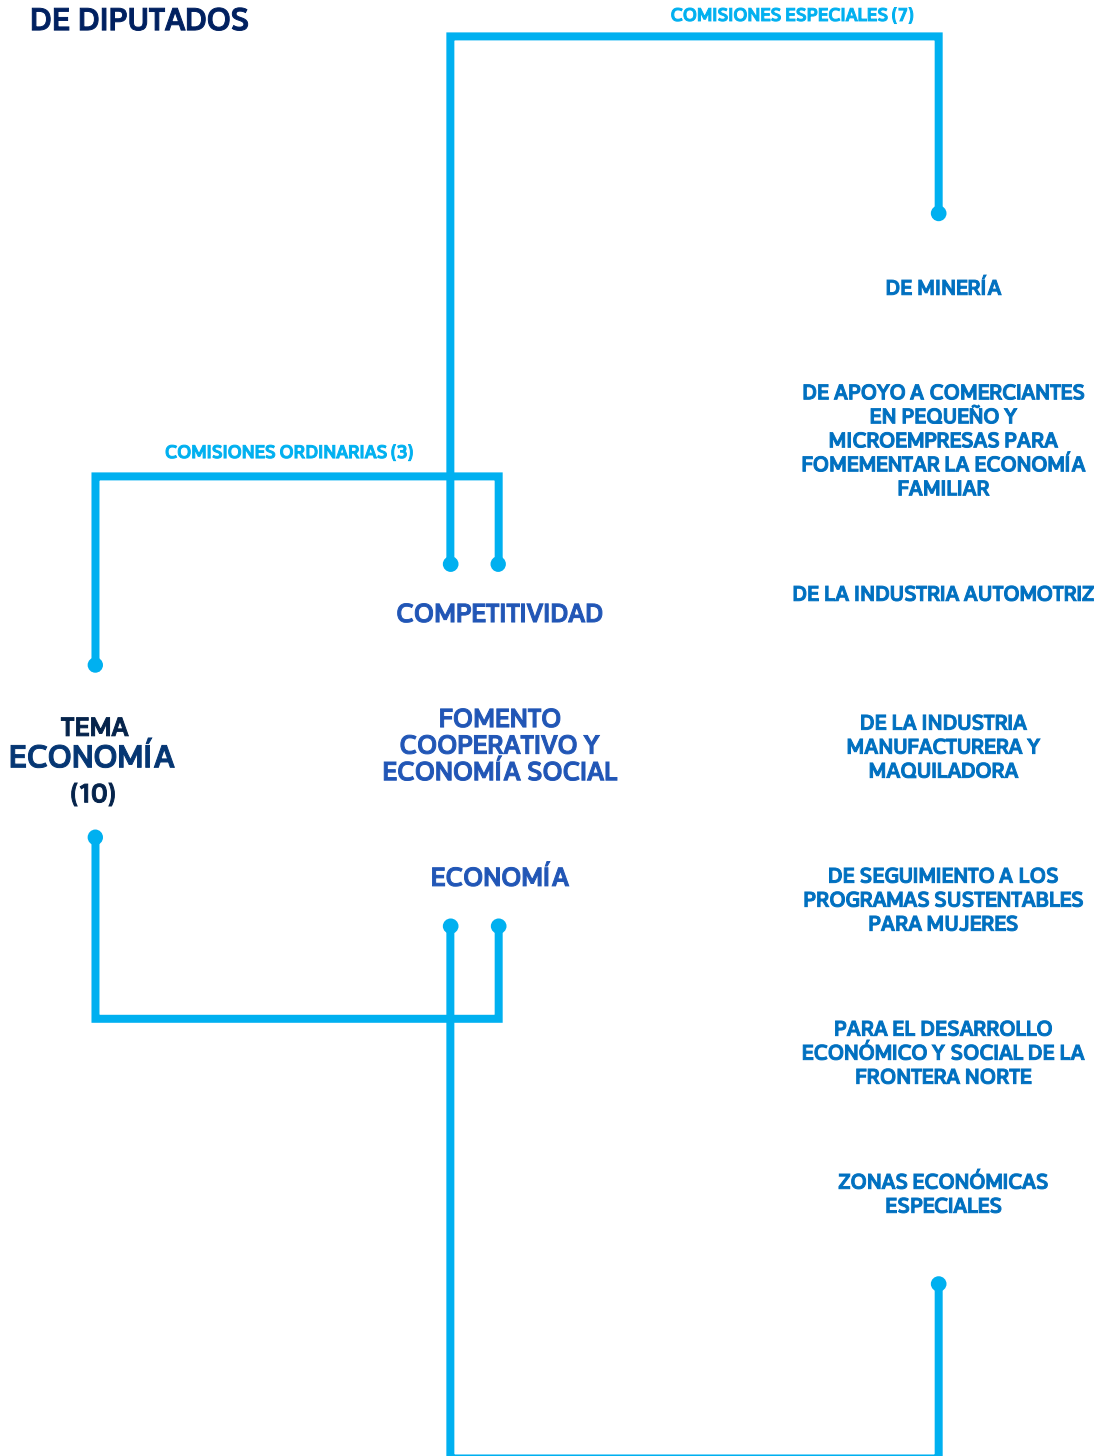 DE DIPUTADOS
COMISIONES ESPECIALES (7)
COMISIONES ORDINARIAS (3)
TEMA
ECONOMÍA
(10)
COMPETITIVIDAD
FOMENTO
COOPERATIVO Y
ECONOMÍA SOCIAL
ECONOMÍA
DE MINERÍA
DE APOYO A COMERCIANTES
EN PEQUEÑO Y
MICROEMPRESAS PARA
FOMEMENTAR LA ECONOMÍA
FAMILIAR
DE LA INDUSTRIA AUTOMOTRIZ
DE LA INDUSTRIA
MANUFACTURERA Y
MAQUILADORA
DE SEGUIMIENTO A LOS
PROGRAMAS SUSTENTABLES
PARA MUJERES
PARA EL DESARROLLO
ECONÓMICO Y SOCIAL DE LA
FRONTERA NORTE
ZONAS ECONÓMICAS
ESPECIALES